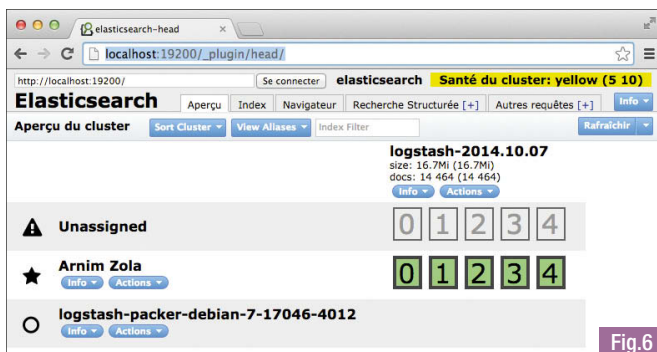 elasticsearch-head
localhost:19200/_plugin/head/
http://localhost:19200/ Se connecter elasticsearch Santé du cluster: yellow (5 10)
Elasticsearch Aperçu Index Navigateur Recherche Structurée [+] Autres requêtes [+] Info
Aperçu du cluster Sort Cluster View Aliases Index Filter Rafraîchir
logstash-2014.10.07
size: 16.7Mi (16.7Mi)
docs: 14 464 (14 464)
Info Actions
Unassigned 0 1 2 3 4
Arnim Zola 0 1 2 3 4
Info Actions
logstash-packer-debian-7-17046-4012
Info Actions
Fig.6